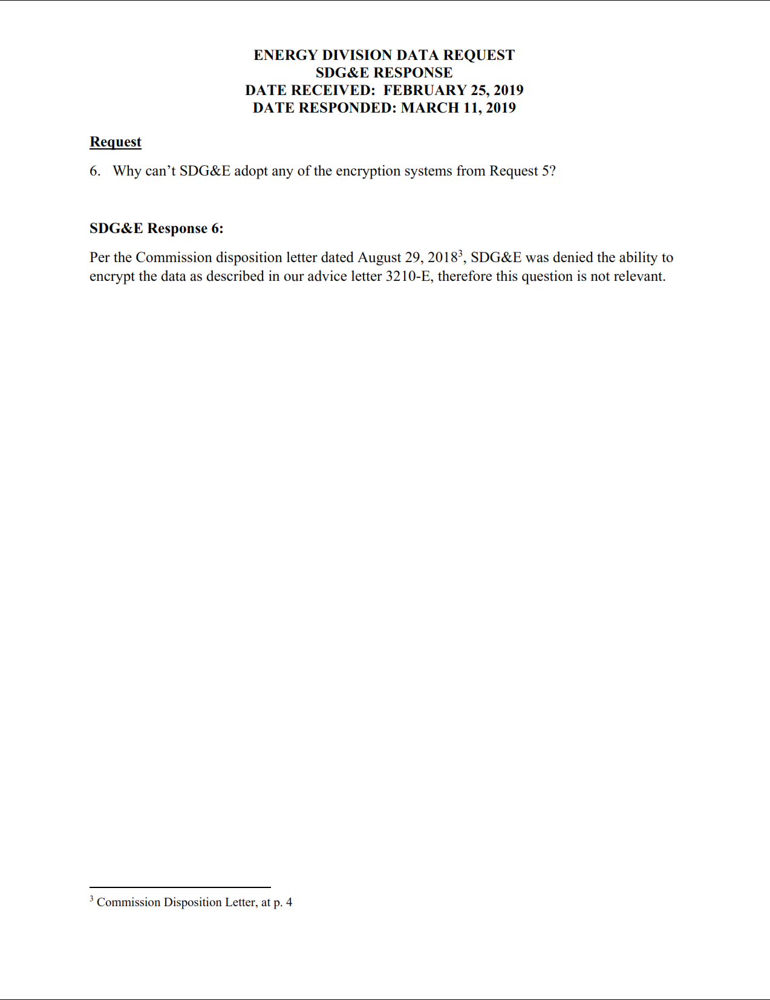 ENERGY DIVISION DATA REQUEST
SDG&E RESPONSE
DATE RECEIVED:  FEBRUARY 25, 2019
DATE RESPONDED: MARCH 11, 2019
Request
6. Why can’t SDG&E adopt any of the encryption systems from Request 5?
SDG&E Response 6:
Per the Commission disposition letter dated August 29, 2018³, SDG&E was denied the ability to
encrypt the data as described in our advice letter 3210-E, therefore this question is not relevant.
³ Commission Disposition Letter, at p. 4